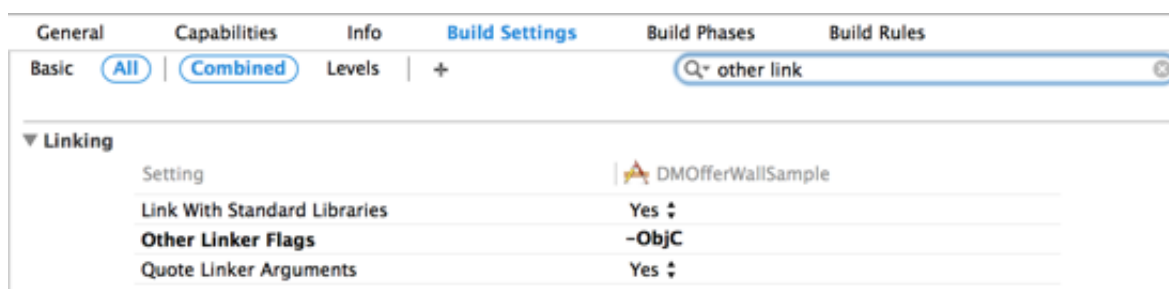 General Capabilities Info Build Settings Build Phases Build Rules
Basic All Combined Levels + other link
Linking
Setting DMOfferWallSample
Link With Standard Libraries Yes
Other Linker Flags -ObjC
Quote Linker Arguments Yes